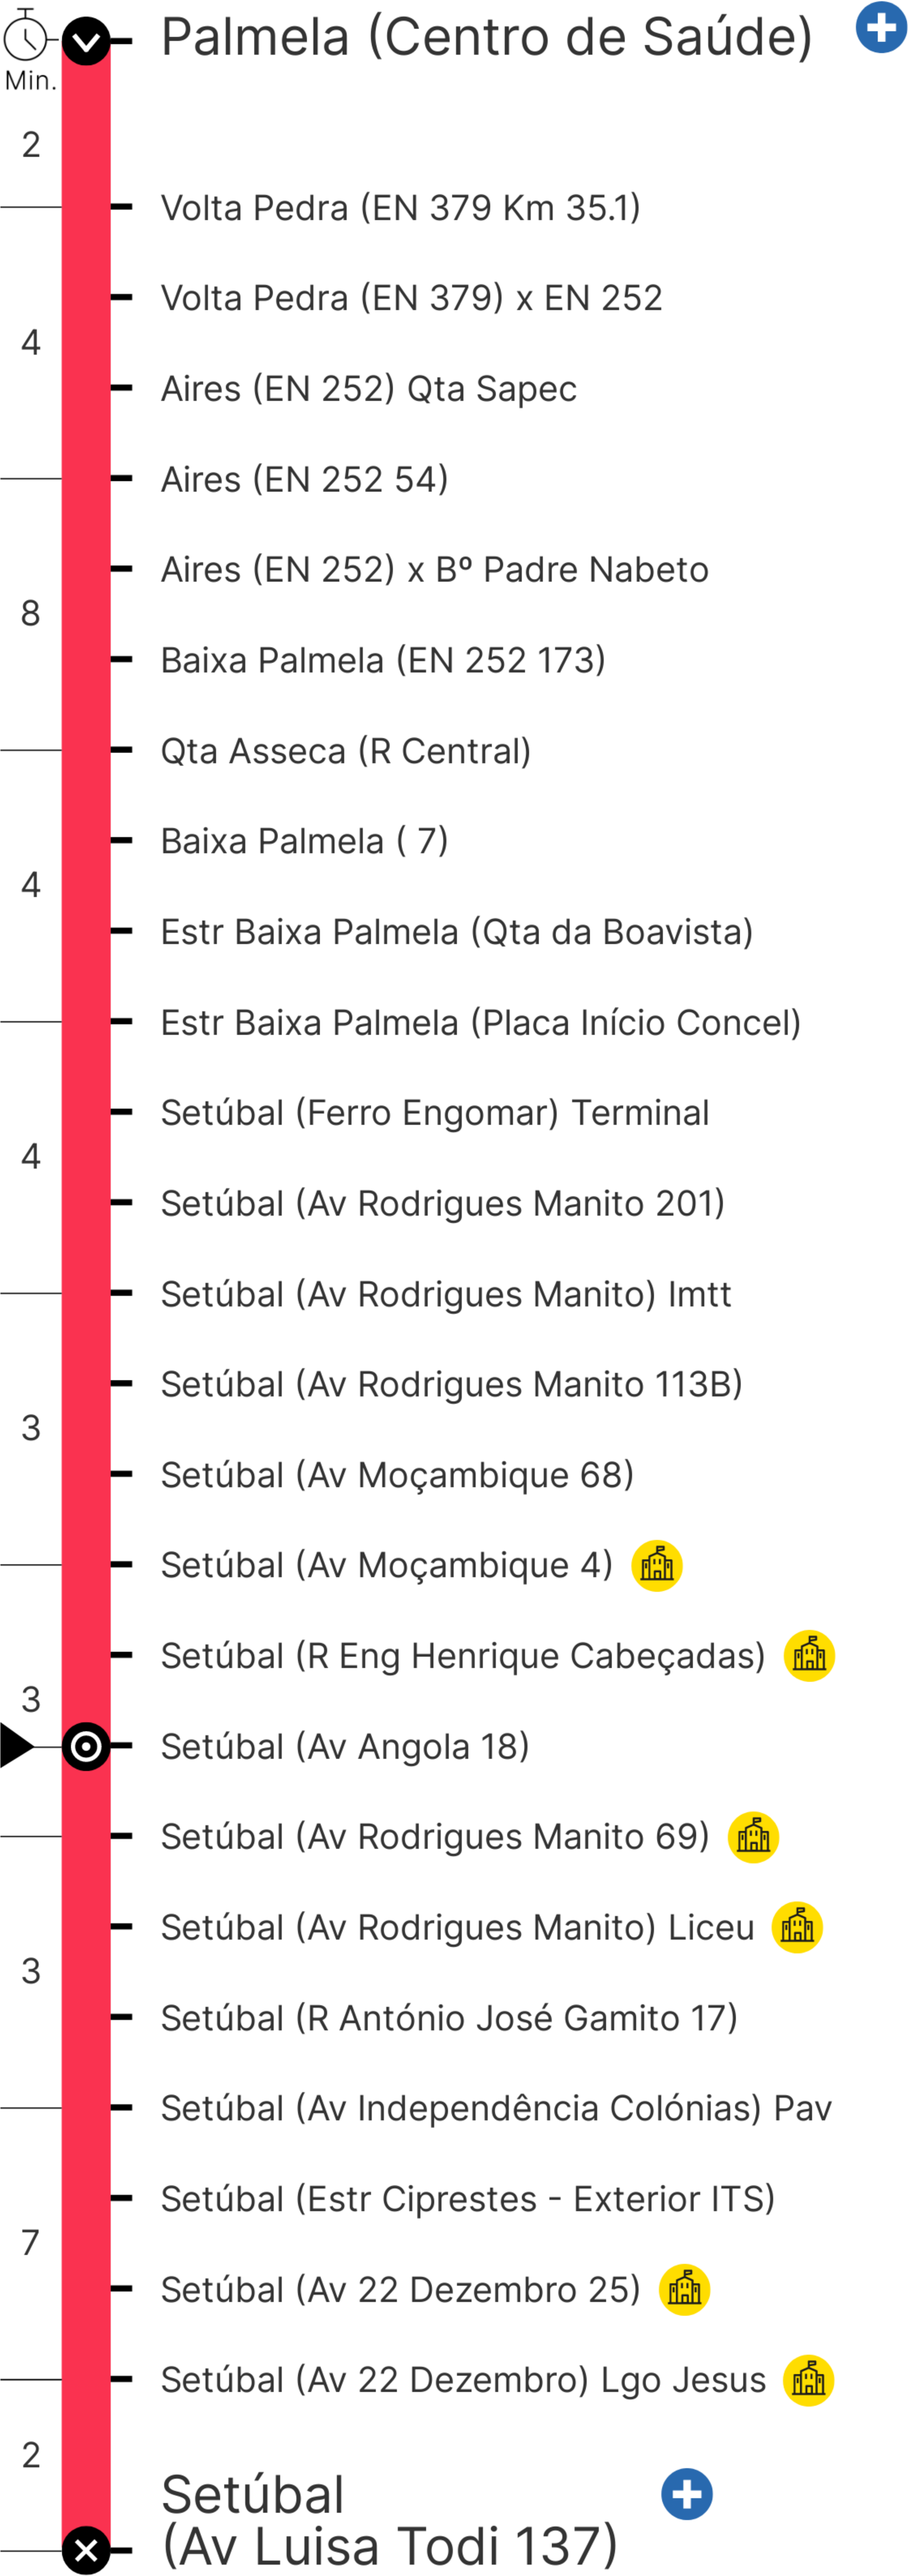 Palmela (Centro de Saúde)
Min.
2
Volta Pedra (EN 379 Km 35.1)
Volta Pedra (EN 379) x EN 252
4
Aires (EN 252) Qta Sapec
Aires (EN 252 54)
Aires (EN 252) x Bº Padre Nabeto
8
Baixa Palmela (EN 252 173)
Qta Asseca (R Central)
Baixa Palmela ( 7)
4
Estr Baixa Palmela (Qta da Boavista)
Estr Baixa Palmela (Placa Início Concel)
Setúbal (Ferro Engomar) Terminal
4
Setúbal (Av Rodrigues Manito 201)
Setúbal (Av Rodrigues Manito) Imtt
Setúbal (Av Rodrigues Manito 113B)
3
Setúbal (Av Moçambique 68)
Setúbal (Av Moçambique 4)
Setúbal (R Eng Henrique Cabeçadas)
3
Setúbal (Av Angola 18)
Setúbal (Av Rodrigues Manito 69)
Setúbal (Av Rodrigues Manito) Liceu
3
Setúbal (R António José Gamito 17)
Setúbal (Av Independência Colónias) Pav
Setúbal (Estr Ciprestes - Exterior ITS)
7
Setúbal (Av 22 Dezembro 25)
Setúbal (Av 22 Dezembro) Lgo Jesus
2
Setúbal
(Av Luisa Todi 137)